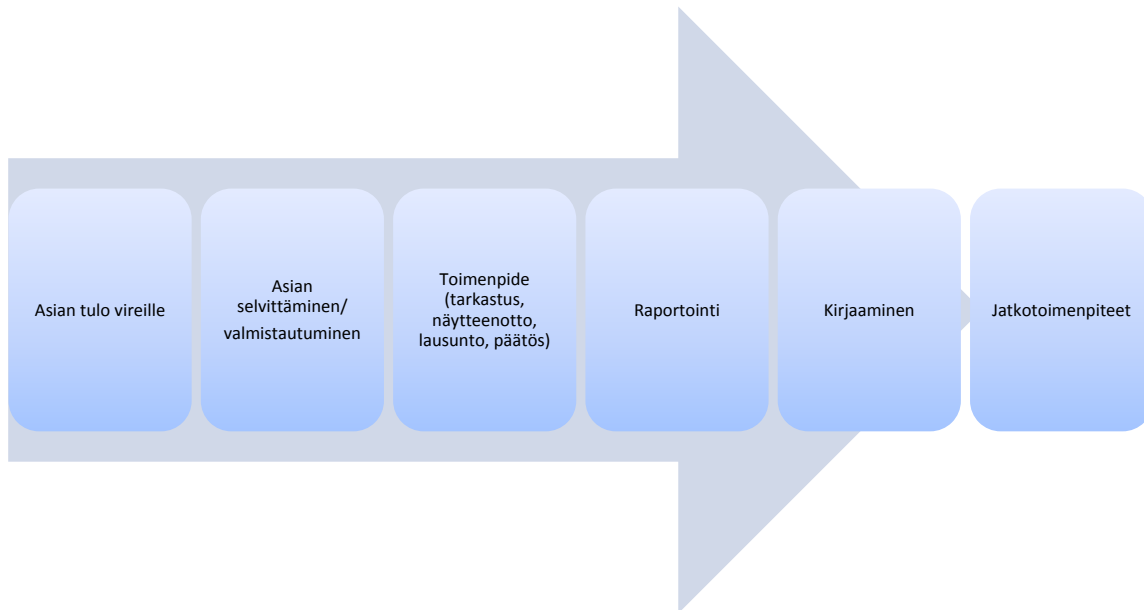 Asian tulo vireille
Asian
selvittäminen/
valmistautuminen
Toimenpide
(tarkastus,
näytteenotto,
lausunto, päätös)
Raportointi
Kirjaaminen
Jatkotoimenpiteet